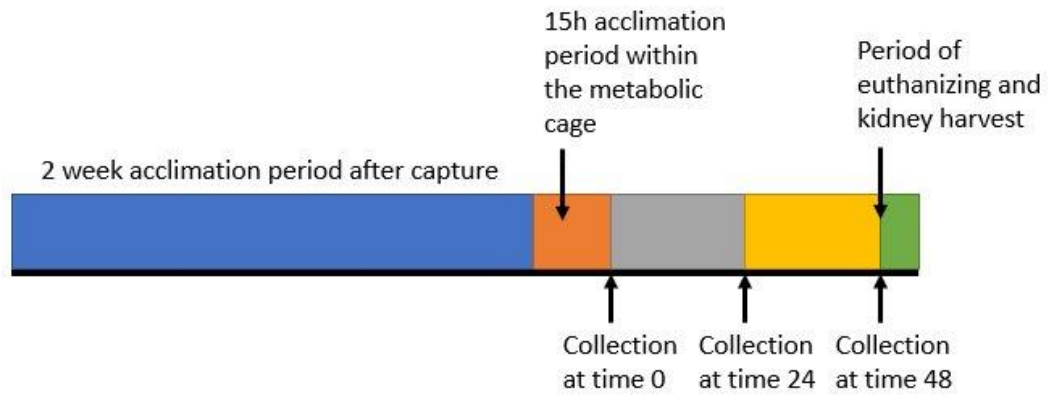 15h acclimation
period within
the metabolic
cage
Period of
euthanizing and
kidney harvest
2 week acclimation period after capture
Collection
at time 0
Collection
at time 24
Collection
at time 48